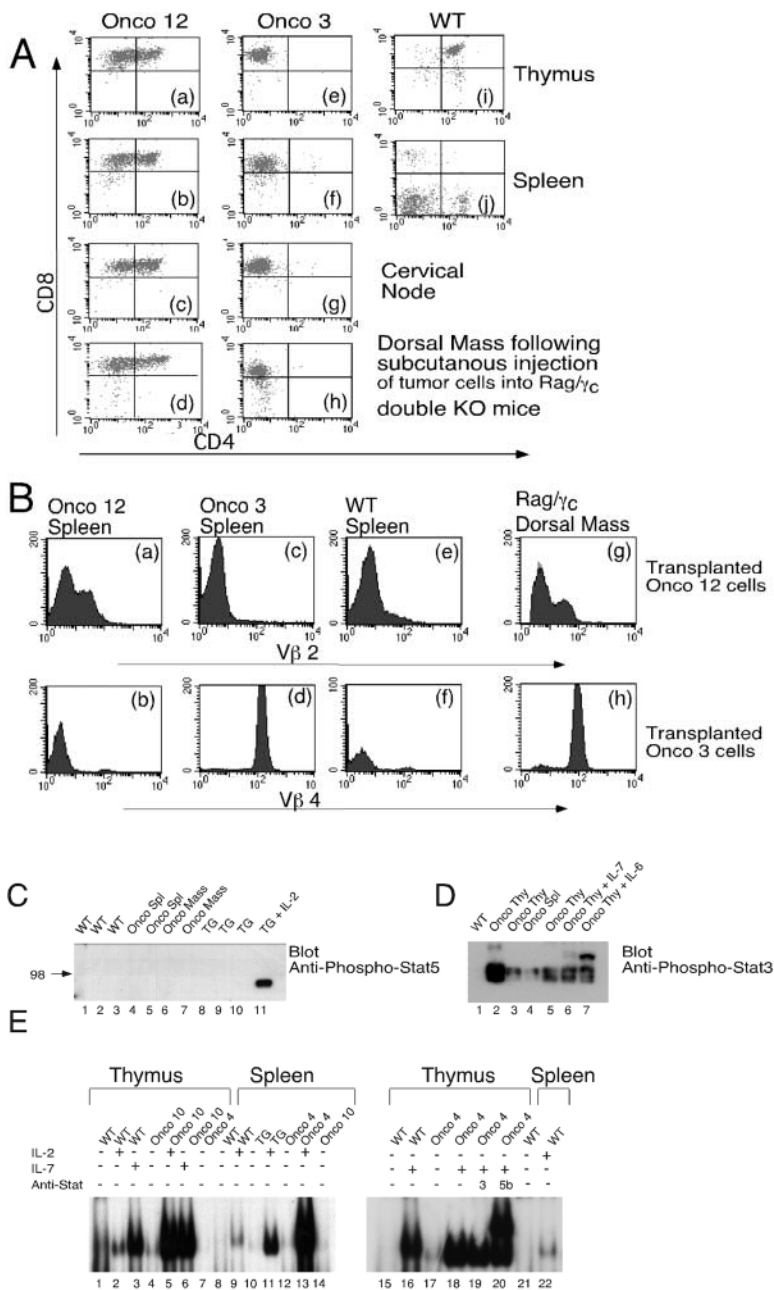 Onco 12 Onco 3 WT
A
(a) (e) (i) Thymus
(b) (f) (j) Spleen
(c) (g) Cervical
Node
(d) (h) Dorsal Mass following
subcutanous injection
of tumor cells into Rag/γc
double KO mice
CD8
CD4
B
Onco 12
Spleen
Onco 3
Spleen
WT
Spleen
Rag/γc
Dorsal Mass
(a) (c) (e) (g)
Transplanted
Onco 12 cells
Vβ 2
(b) (d) (f) (h)
Transplanted
Onco 3 cells
Vβ 4
C
WT WT WT Onco Spl Onco Spl Onco Mass Onco Mass TG TG TG TG + IL-2
98
Blot
Anti-Phospho-Stat5
1 2 3 4 5 6 7 8 9 10 11
D
WT Onco Thy Onco Thy Onco Spl Onco Thy Onco Thy + IL-7 Onco Thy + IL-6
Blot
Anti-Phospho-Stat3
1 2 3 4 5 6 7
E
Thymus Spleen Thymus Spleen
WT WT WT Onco 10 Onco 10 Onco 10 Onco 4 WT WT TG TG Onco 4 Onco 4 Onco 10
WT WT Onco 4 Onco 4 Onco 4 Onco 4 WT WT
IL-2
IL-7
Anti-Stat
3 5b
1 2 3 4 5 6 7 8 9 10 11 12 13 14
15 16 17 18 19 20 21 22